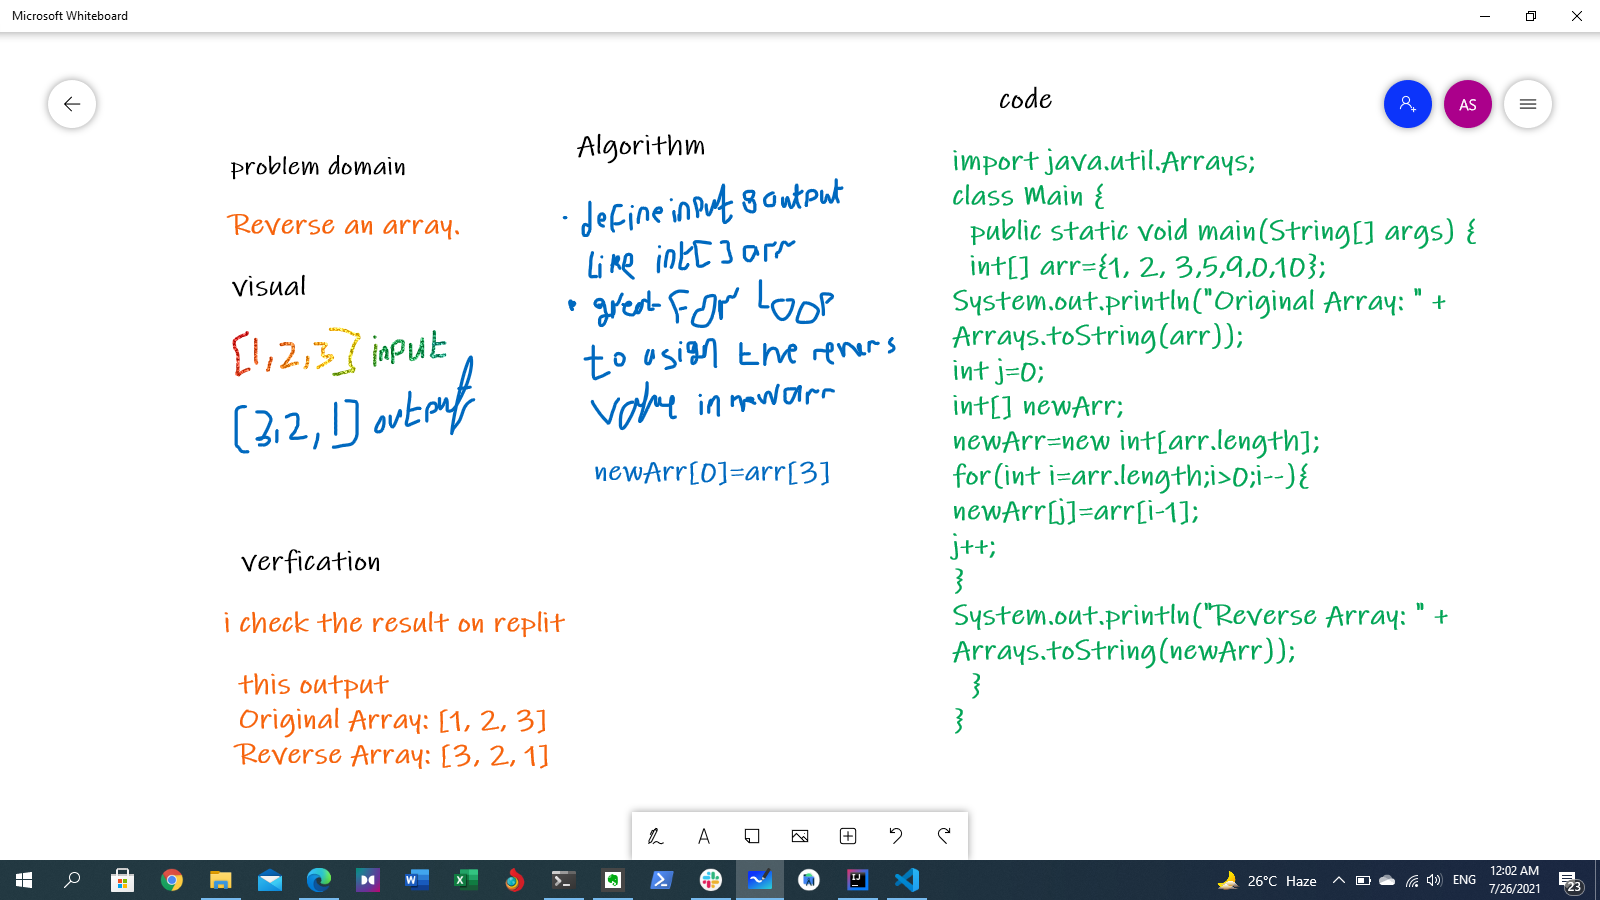 Microsoft Whiteboard
AS
problem domain
Reverse an array.
visual
[1,2,3] input
[3,2,1] output
verfication
i check the result on replit
this output
Original Array: [1, 2, 3]
Reverse Array: [3, 2, 1]
Algorithm
· define input & output
like int[] arr
• great For Loop
to asign the revers
value in newarr
newArr[0]=arr[3]
code
import java.util.Arrays;
class Main {
public static void main(String[] args) {
int[] arr={1, 2, 3,5,9,0,10};
System.out.println("Original Array: " +
Arrays.toString(arr));
int j=0;
int[] newArr;
newArr=new int[arr.length];
for(int i=arr.length;i>0;i--){
newArr[j]=arr[i-1];
j++;
}
System.out.println("Reverse Array: " +
Arrays.toString(newArr));
}
}
26°C Haze
ENG
12:02 AM
7/26/2021
23